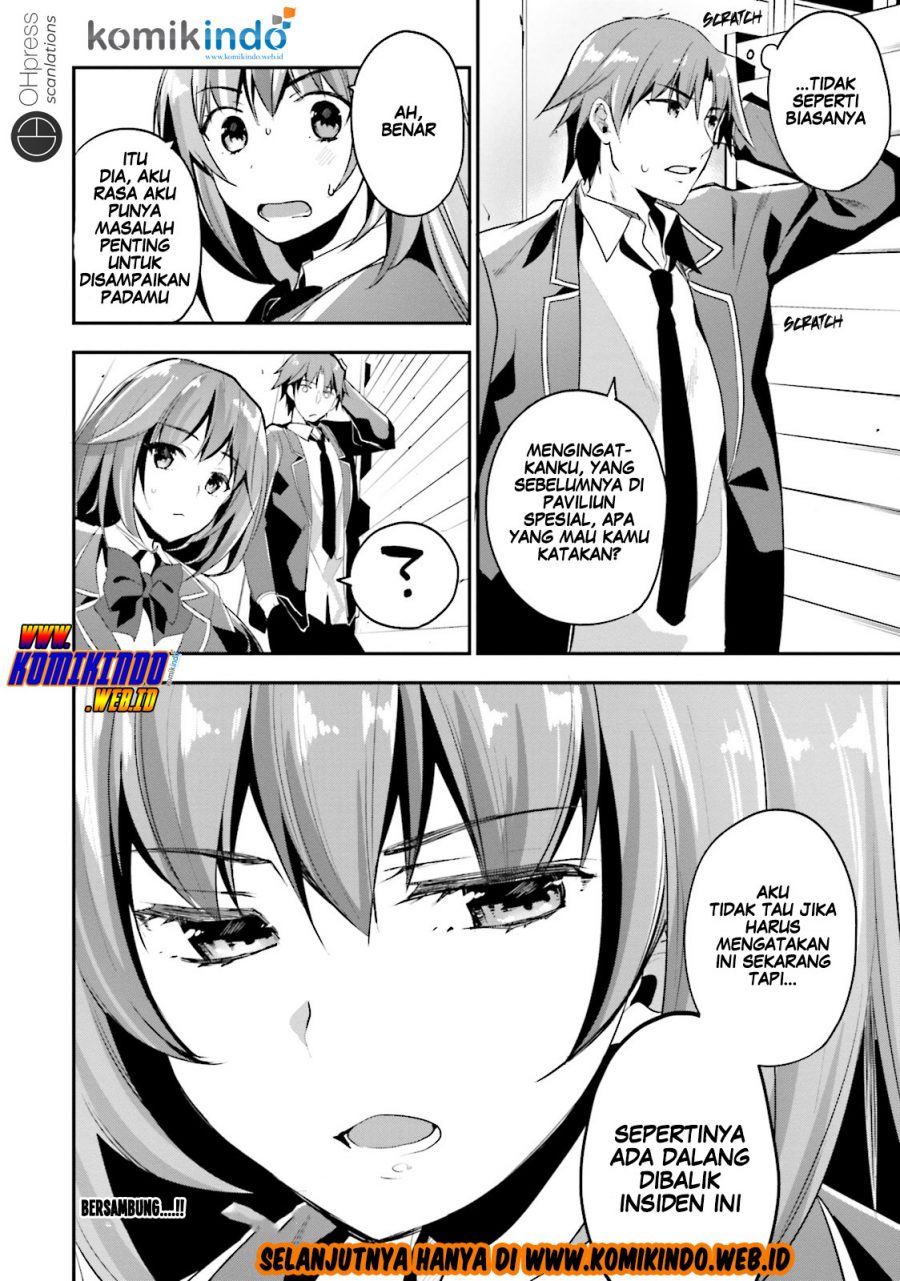 OHpress
scanlations
komikindo
www.komikindo.web.id
SCRATCH
...TIDAK
SEPERTI
BIASANYA
SCRATCH
MENGINGAT-
KANKU, YANG
SEBELUMNYA DI
PAVILIUN
SPESIAL, APA
YANG MAU KAMU
KATAKAN?
AH,
BENAR
ITU
DIA, AKU
RASA AKU
PUNYA
MASALAH
PENTING
UNTUK
DISAMPAIKAN
PADAMU
?
WWW.
KOMIKINDO
.WEB.ID
komikindo
AKU
TIDAK TAU JIKA
HARUS
MENGATAKAN
INI SEKARANG
TAPI...
SEPERTINYA
ADA DALANG
DIBALIK
INSIDEN INI
BERSAMBUNG....!!
SELANJUTNYA HANYA DI WWW.KOMIKINDO.WEB.ID